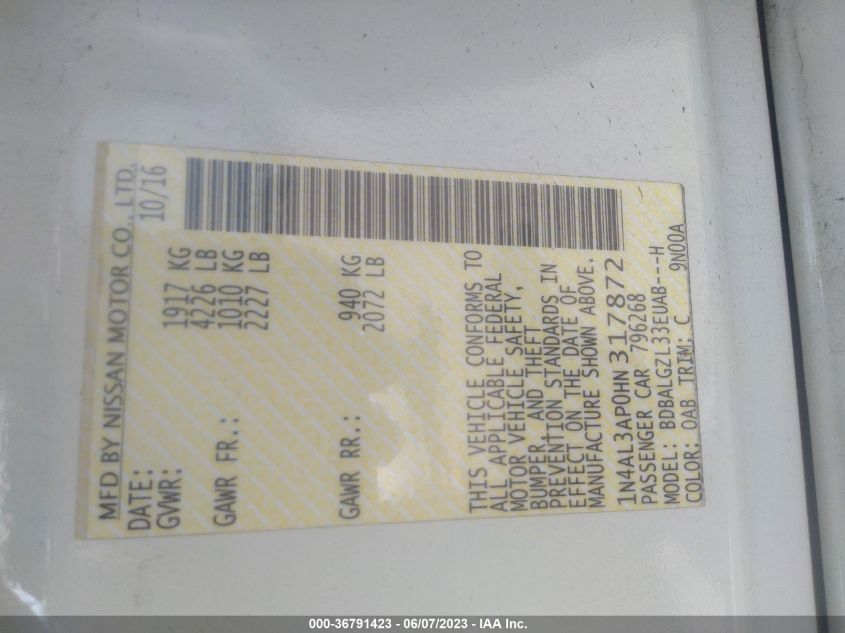 MFD BY NISSAN MOTOR CO., LTD.
DATE: 10/16
GVWR: 1917 KG
4226 LB
GAWR FR.: 1010 KG
2227 LB
GAWR RR.: 940 KG
2072 LB
THIS VEHICLE CONFORMS TO
ALL APPLICABLE FEDERAL
MOTOR VEHICLE SAFETY,
BUMPER, AND THEFT
PREVENTION STANDARDS IN
EFFECT ON THE DATE OF
MANUFACTURE SHOWN ABOVE.
1N4AL3AP0HN317872
PASSENGER CAR 796268
MODEL: BDBALGZL33EUAB---H
COLOR: QAB TRIM: C 9N00A
000-36791423 - 06/07/2023 - IAA Inc.